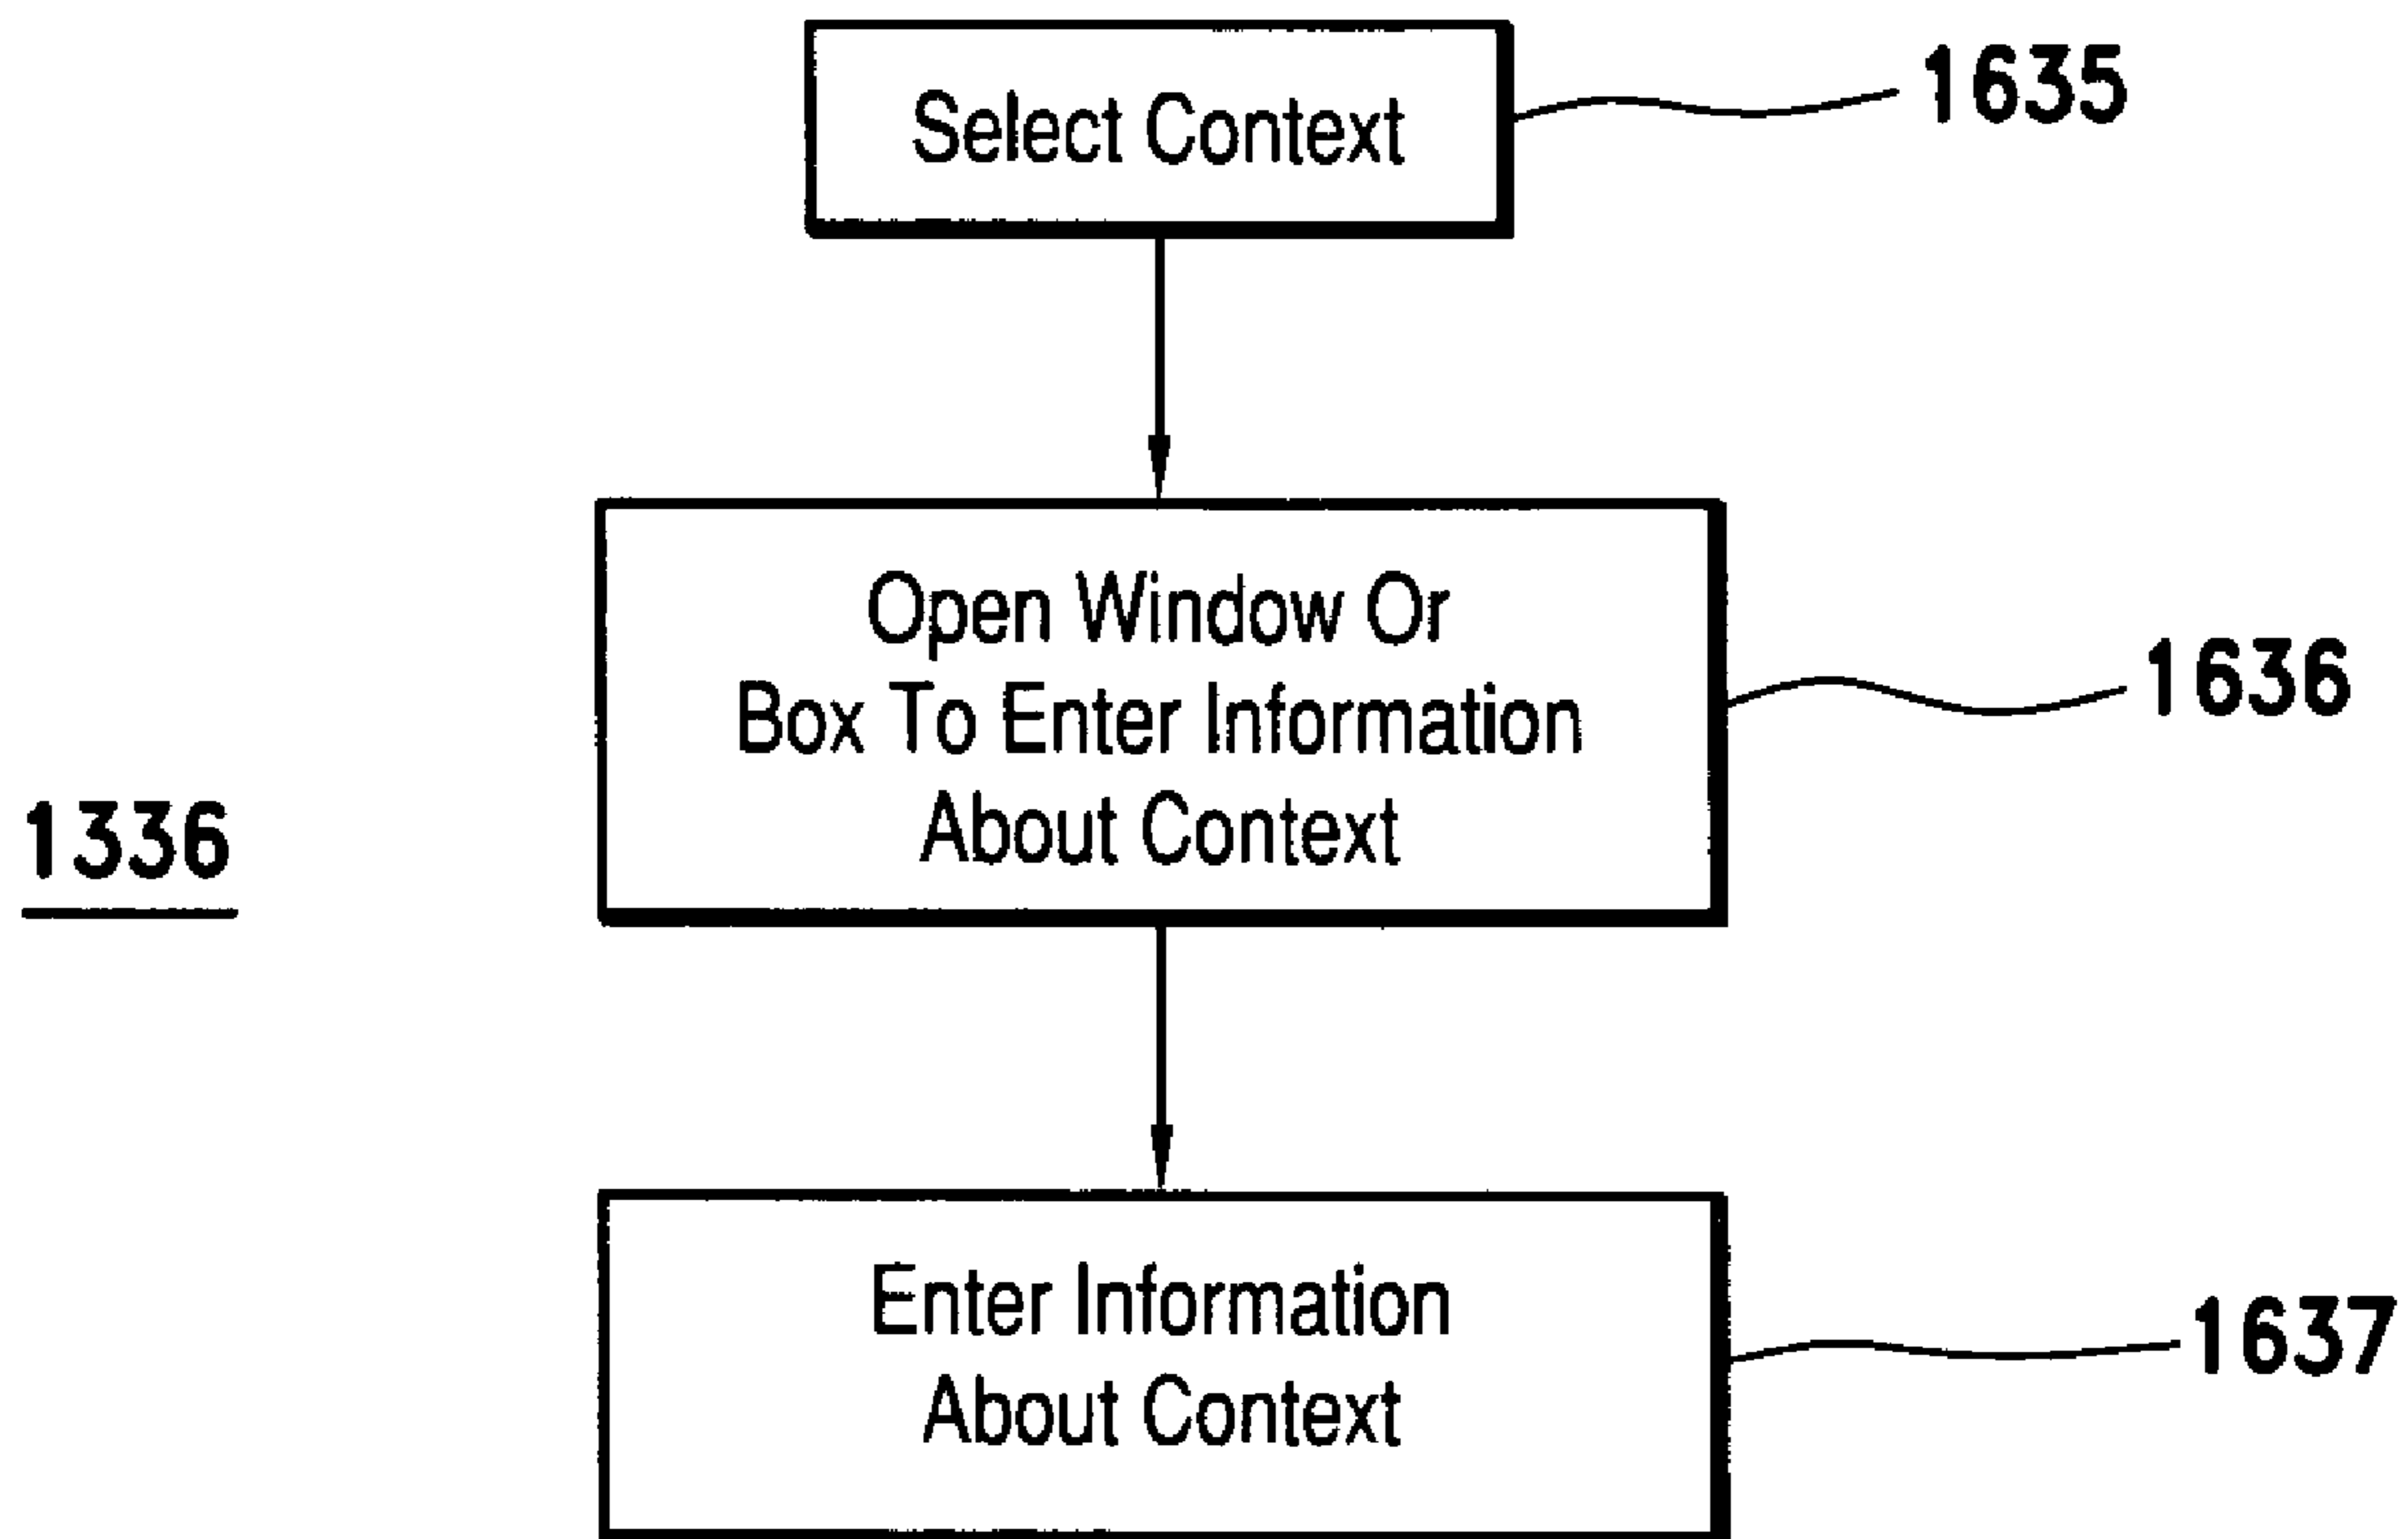 Select Context
1635
Open Window Or
Box To Enter Information
About Context
1636
1336
Enter Information
About Context
1637